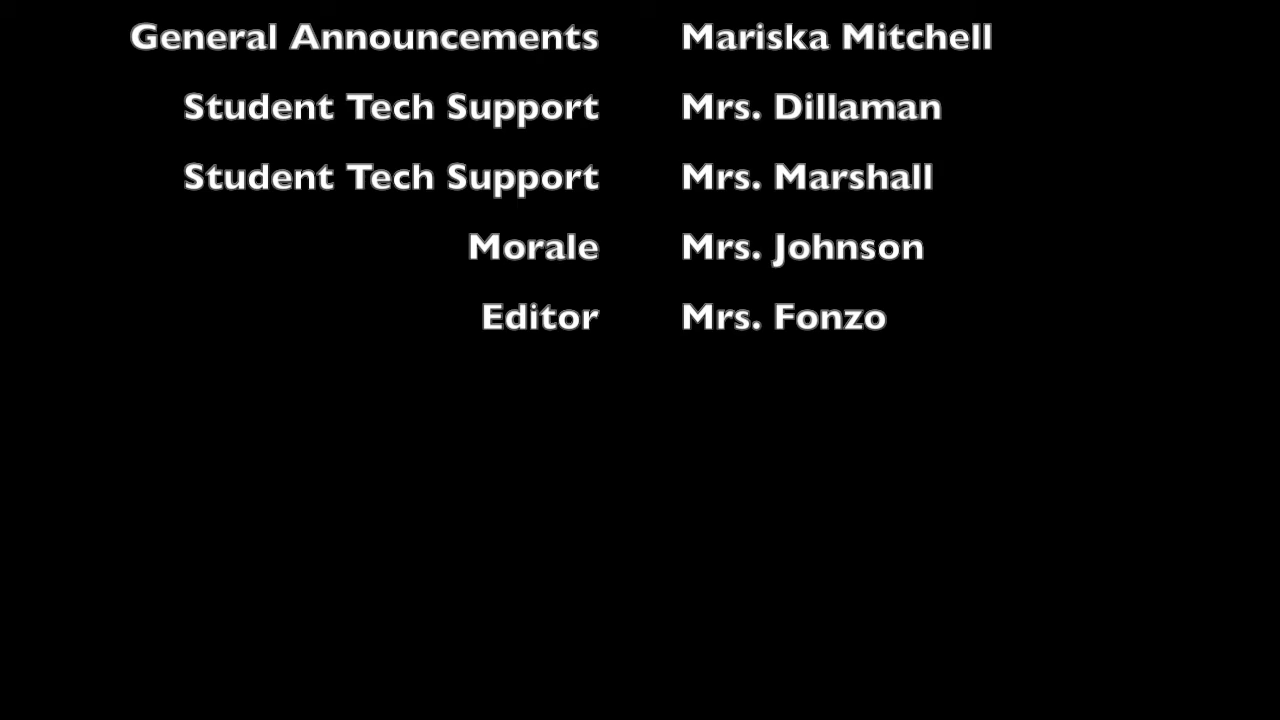 General Announcements Mariska Mitchell
Student Tech Support Mrs. Dillaman
Student Tech Support Mrs. Marshall
Morale Mrs. Johnson
Editor Mrs. Fonzo